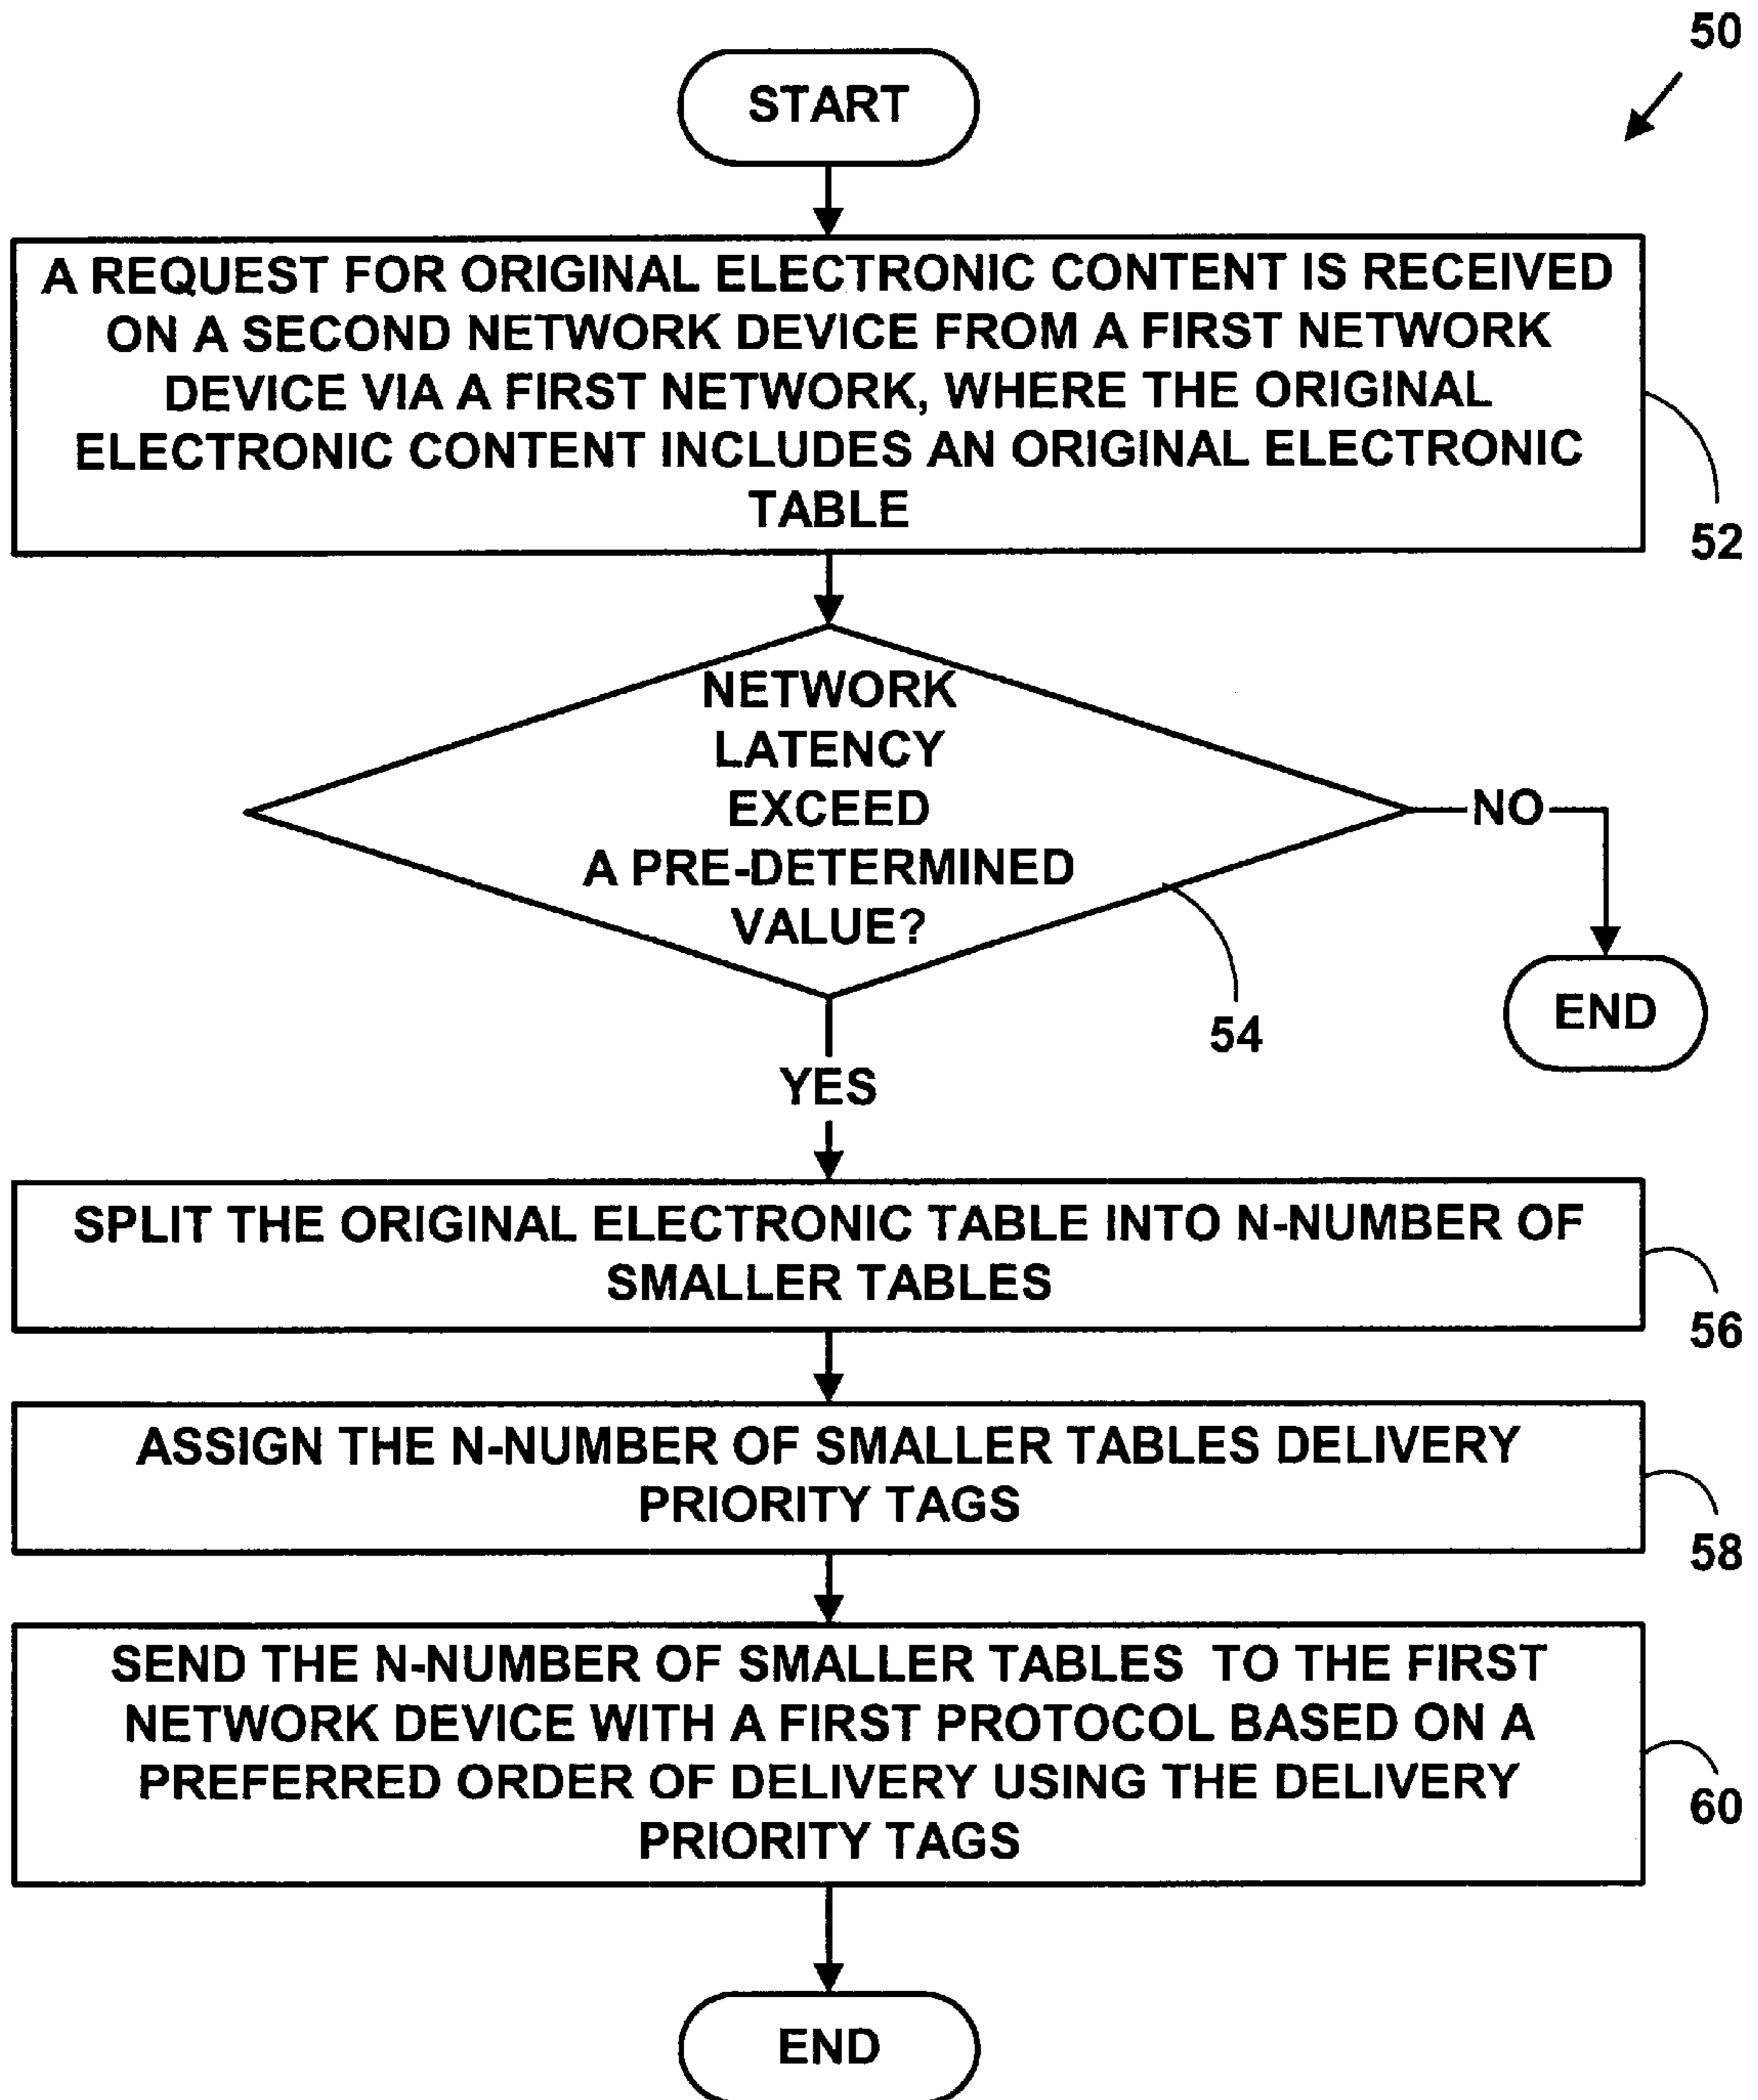 50
START
A REQUEST FOR ORIGINAL ELECTRONIC CONTENT IS RECEIVED
ON A SECOND NETWORK DEVICE FROM A FIRST NETWORK
DEVICE VIA A FIRST NETWORK, WHERE THE ORIGINAL
ELECTRONIC CONTENT INCLUDES AN ORIGINAL ELECTRONIC
TABLE
52
NETWORK
LATENCY
EXCEED
A PRE-DETERMINED
VALUE?
NO
54
END
YES
SPLIT THE ORIGINAL ELECTRONIC TABLE INTO N-NUMBER OF
SMALLER TABLES
56
ASSIGN THE N-NUMBER OF SMALLER TABLES DELIVERY
PRIORITY TAGS
58
SEND THE N-NUMBER OF SMALLER TABLES TO THE FIRST
NETWORK DEVICE WITH A FIRST PROTOCOL BASED ON A
PREFERRED ORDER OF DELIVERY USING THE DELIVERY
PRIORITY TAGS
60
END